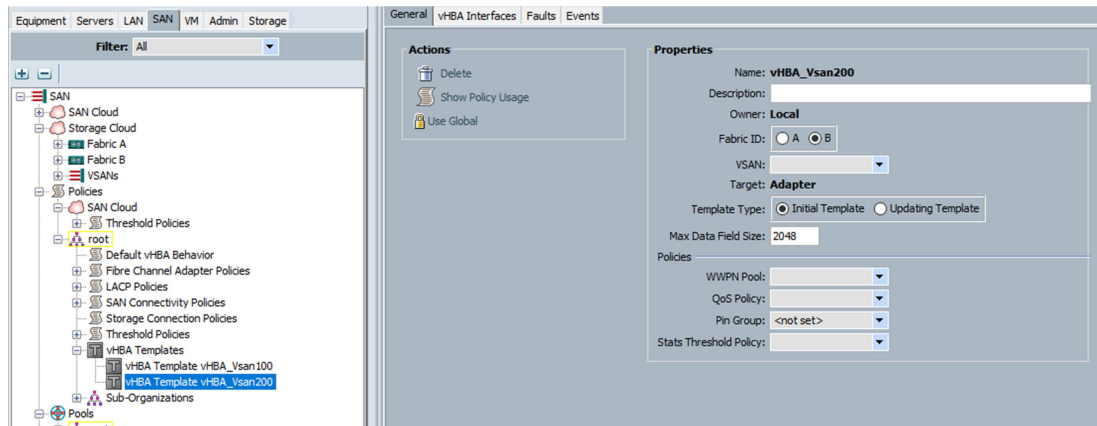 Equipment Servers LAN SAN VM Admin Storage
Filter: All
SAN
SAN Cloud
Storage Cloud
Fabric A
Fabric B
VSANs
Policies
SAN Cloud
Threshold Policies
root
Default vHBA Behavior
Fibre Channel Adapter Policies
LACP Policies
SAN Connectivity Policies
Storage Connection Policies
Threshold Policies
vHBA Templates
vHBA Template vHBA_Vsan100
vHBA Template vHBA_Vsan200
Sub-Organizations
Pools
General vHBA Interfaces Faults Events
Actions
Delete
Show Policy Usage
Use Global
Properties
Name: vHBA_Vsan200
Description:
Owner: Local
Fabric ID: A B
VSAN:
Target: Adapter
Template Type: Initial Template Updating Template
Max Data Field Size: 2048
Policies
WWPN Pool:
QoS Policy:
Pin Group: <not set>
Stats Threshold Policy: